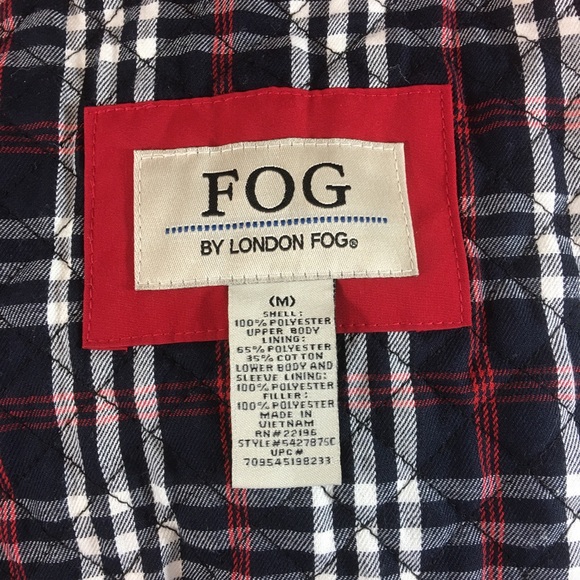 FOG
BY LONDON FOG®
(M)
SHELL:
100% POLYESTER
UPPER BODY
LINING:
65% POLYESTER
35% COTTON
LOWER BODY AND
SLEEVE LINING:
100% POLYESTER
FILLER:
100% POLYESTER
MADE IN
VIETNAM
RN#22196
STYLE#5427875C
UPC#
709545198233